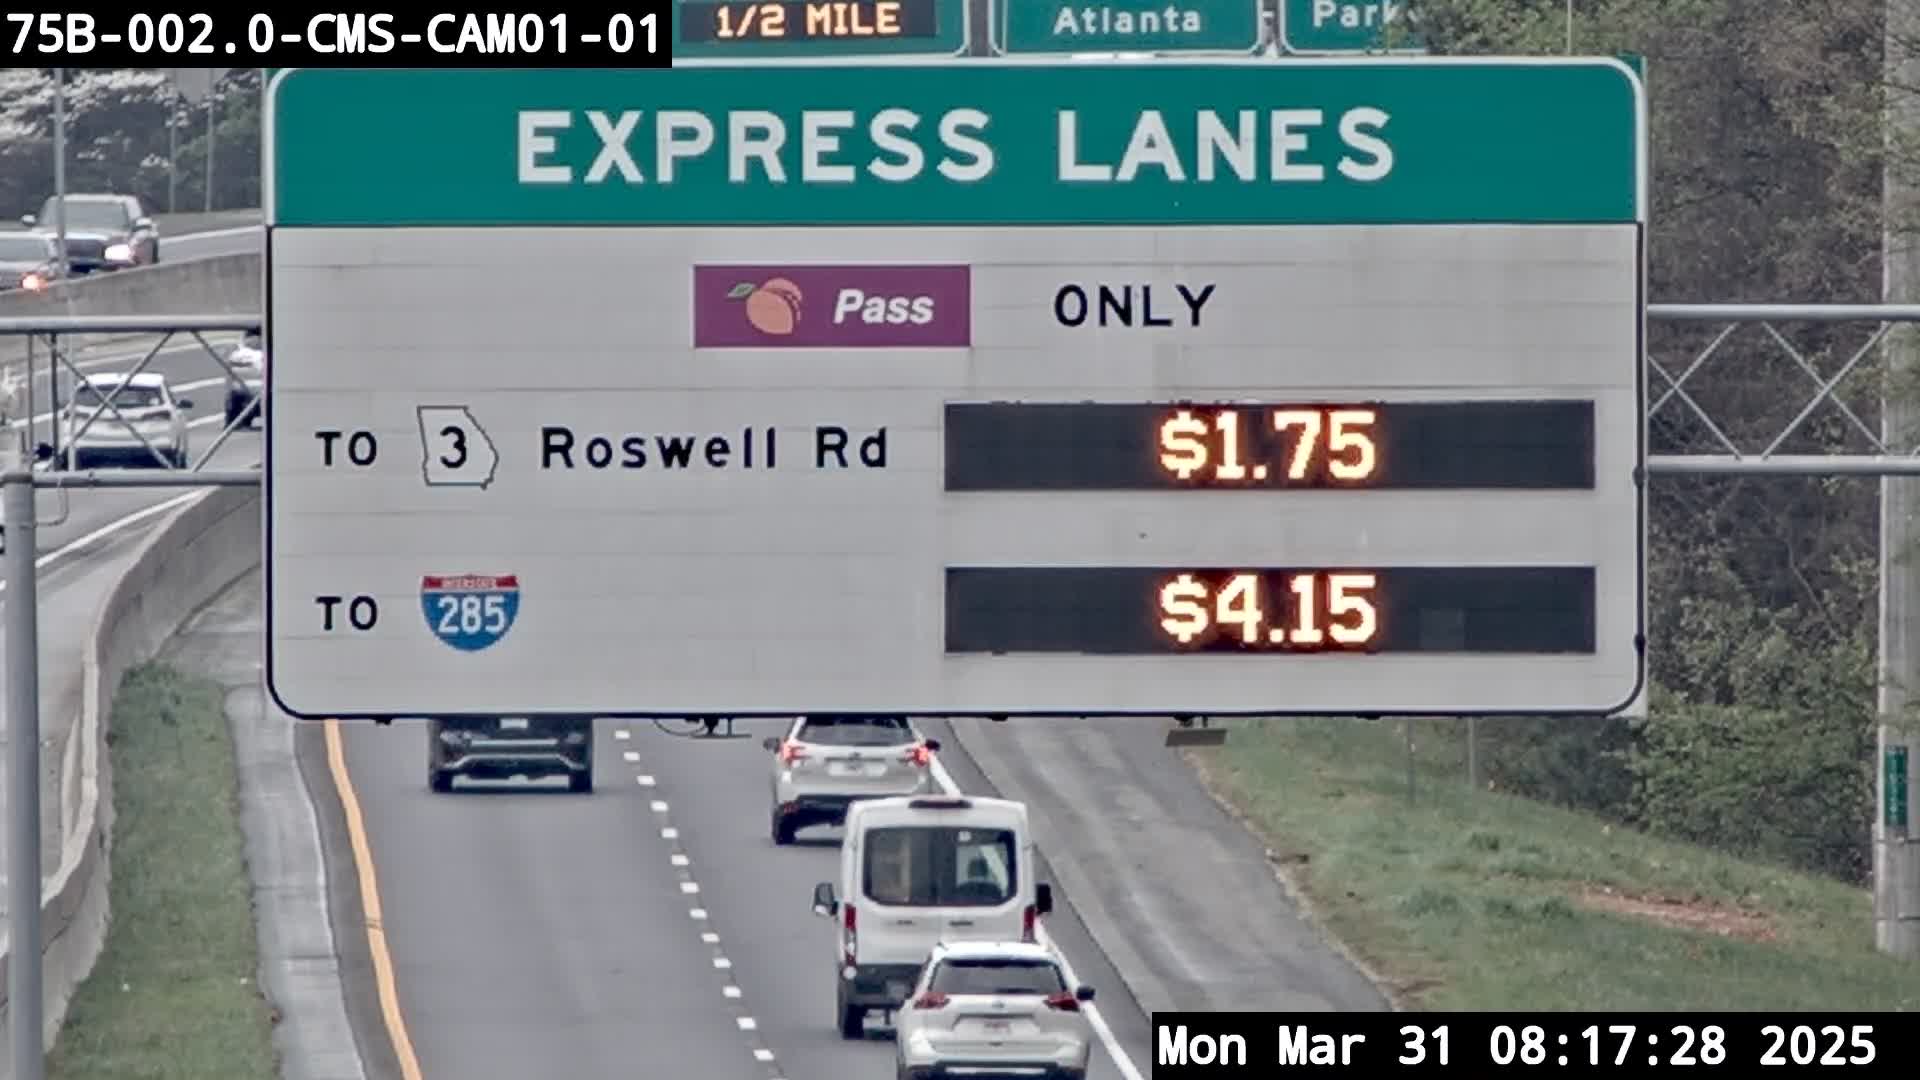 75B-002.0-CMS-CAM01-01
1/2 MILE
Atlanta
EXPRESS LANES
Pass ONLY
TO 3 Roswell Rd $1.75
INTERSTATE
TO 285 $4.15
Mon Mar 31 08:17:28 2025